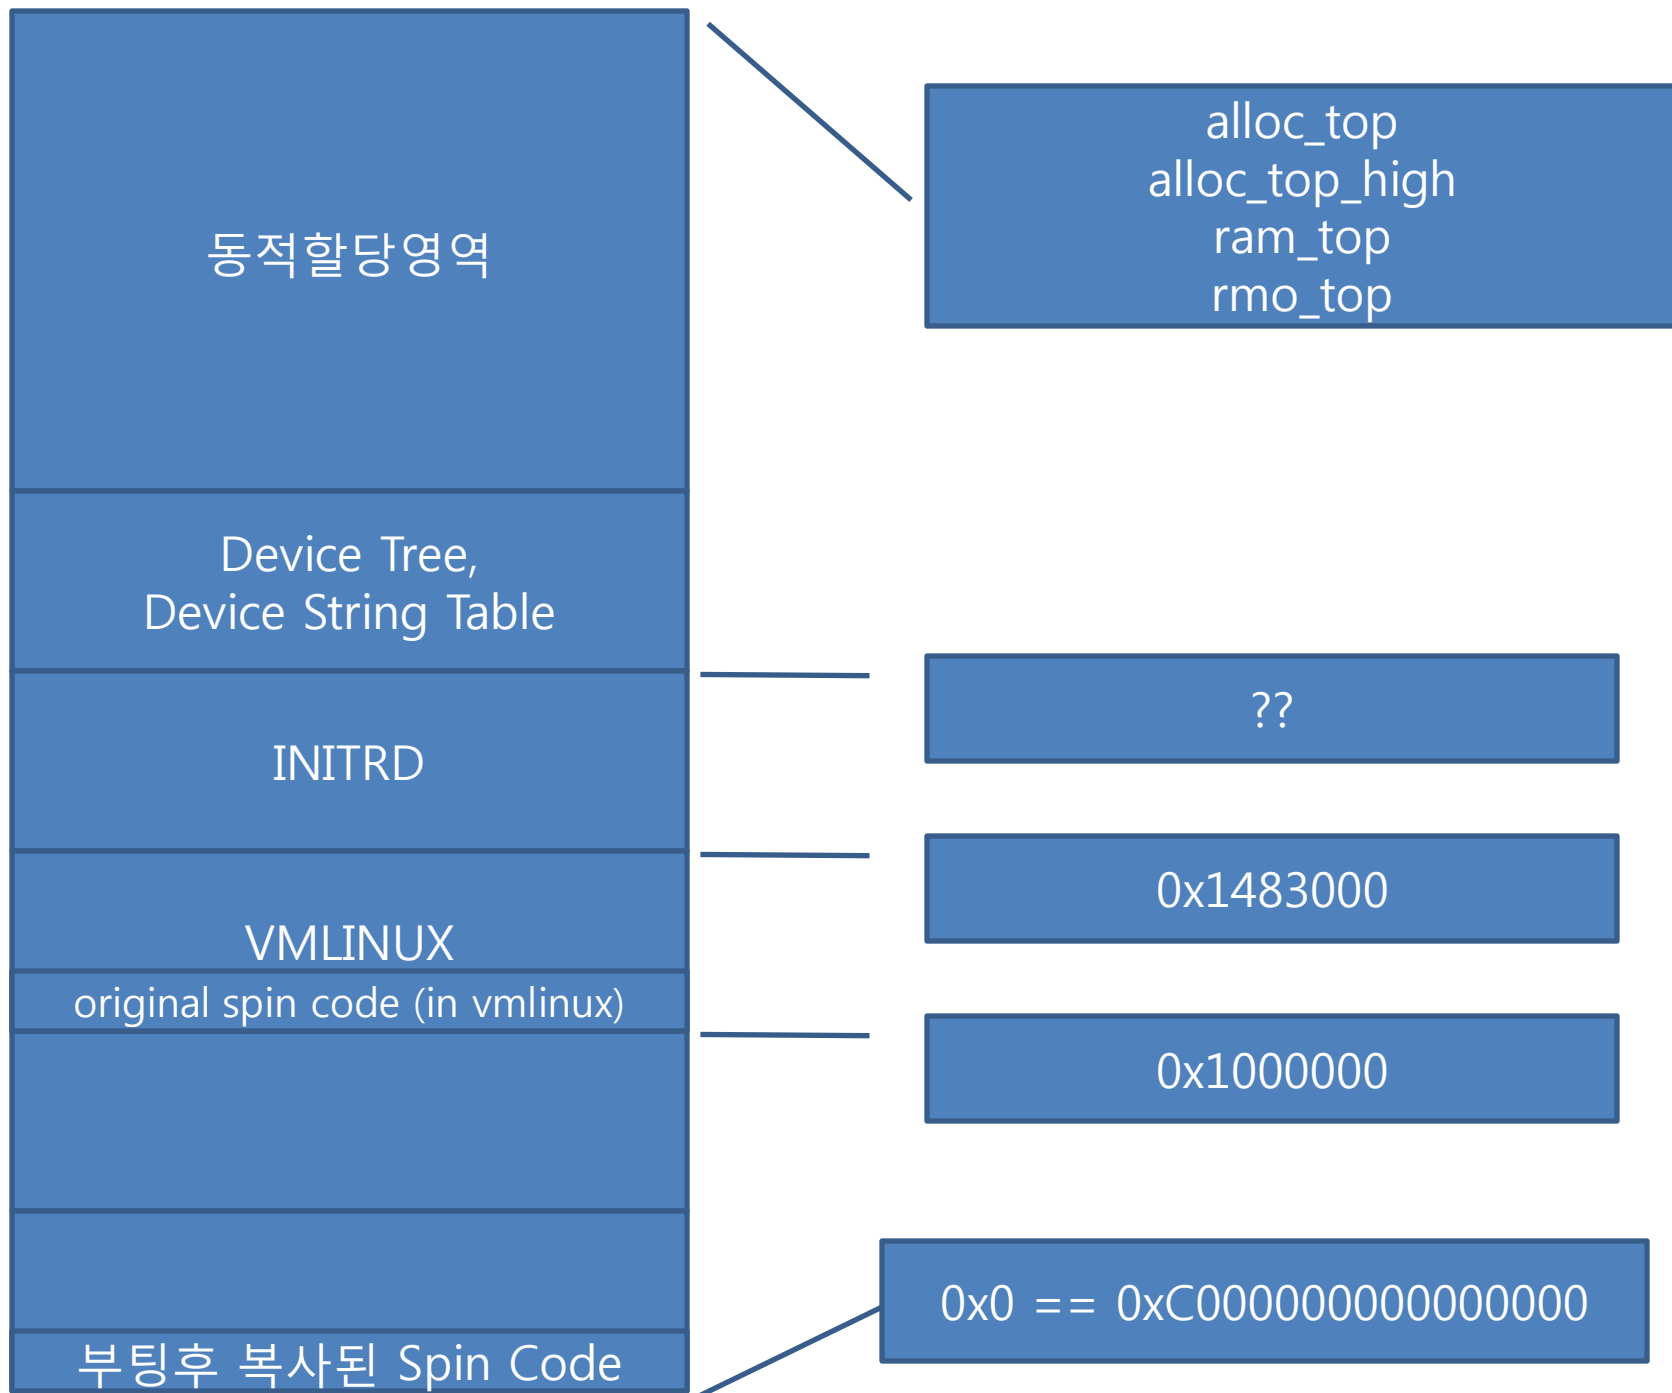 동적할당영역
alloc_top
alloc_top_high
ram_top
rmo_top
Device Tree,
Device String Table
??
INITRD
0x1483000
VMLINUX
original spin code (in vmlinux)
0x1000000
0x0 == 0xC000000000000000
부팅후 복사된 Spin Code